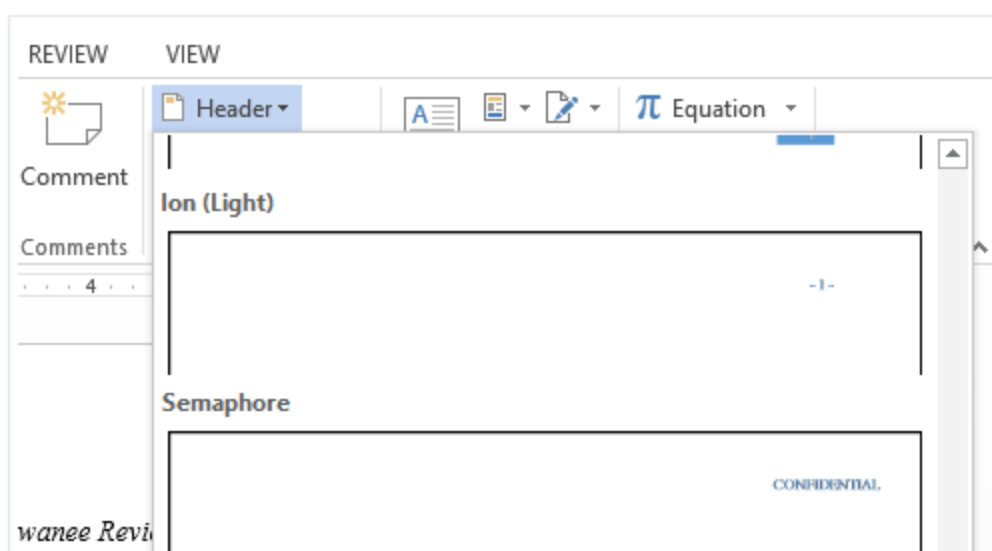 REVIEW VIEW
Header A π Equation
Comment
Ion (Light)
Comments
4
-1-
Semaphore
CONFIDENTIAL
wanee Revi